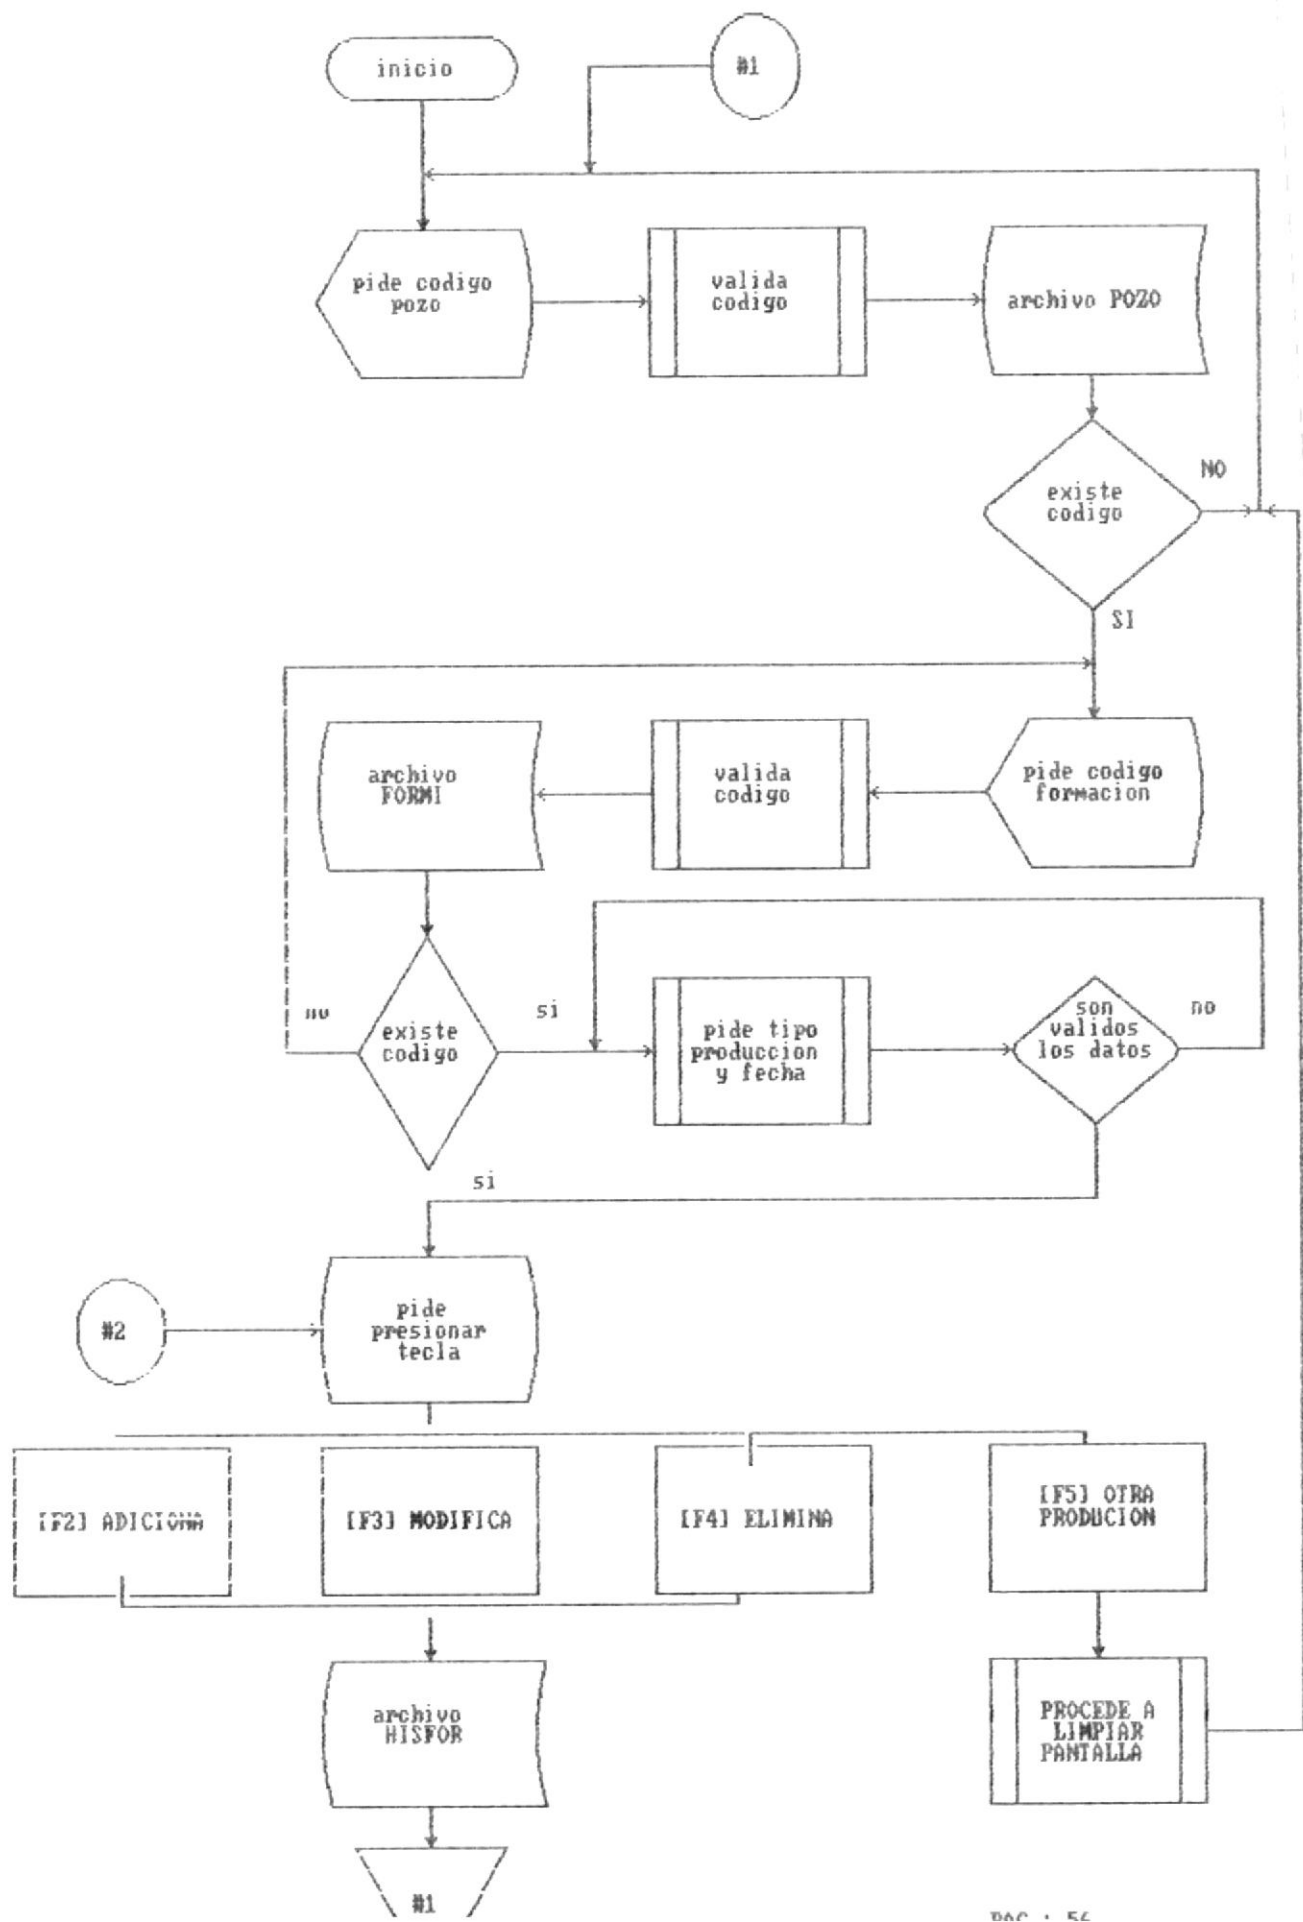 inicio
#1
pide codigo
pozo
valida
codigo
archivo POZO
existe
codigo
NO
SI
archivo
FORMI
valida
codigo
pide codigo
formacion
no
existe
codigo
si
pide tipo
produccion
y fecha
son
validos
los datos
no
si
#2
pide
presionar
tecla
[F2] ADICIONA
[F3] MODIFICA
[F4] ELIMINA
[F5] OTRA
PRODUCION
archivo
HISFOR
PROCEDE A
LIMPIAR
PANTALLA
#1
PAG : 56